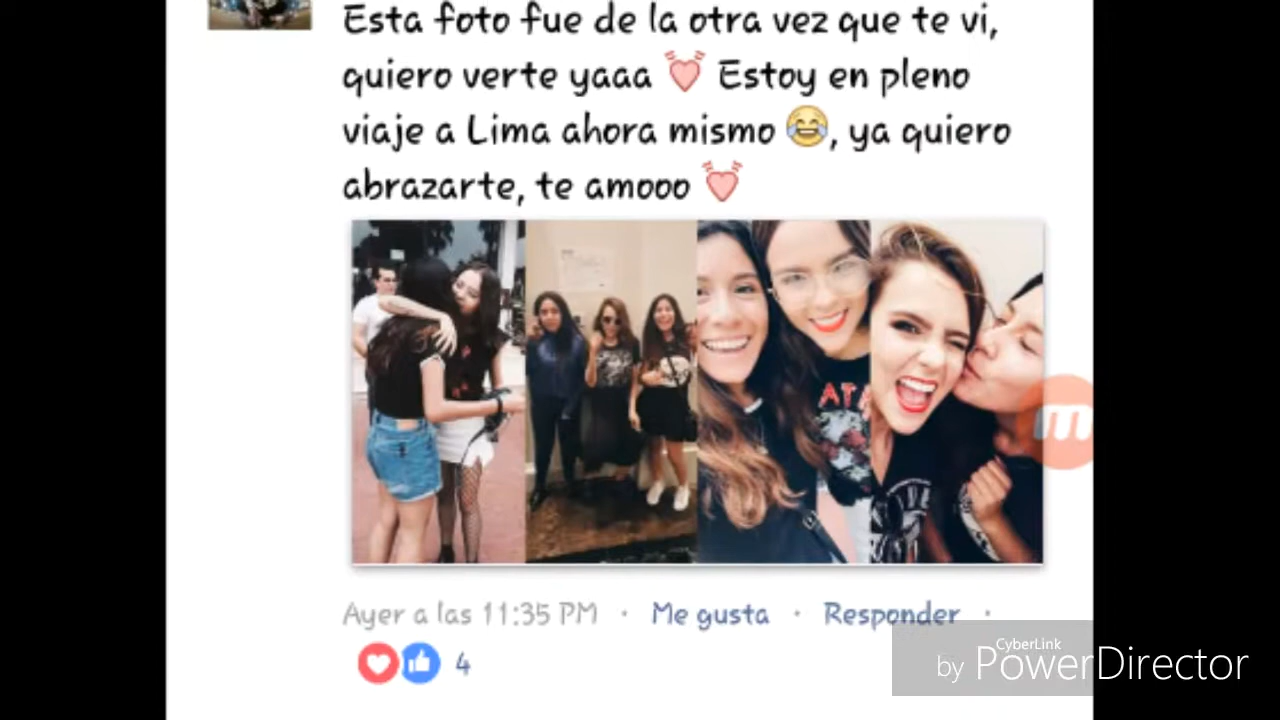 Esta foto fue de la otra vez que te vi,
quiero verte yaaa 💓 Estoy en pleno
viaje a Lima ahora mismo 😂, ya quiero
abrazarte, te amooo 💓
ATA
Ayer a las 11:35 PM · Me gusta · Responder ·
4
m
CyberLink
by PowerDirector